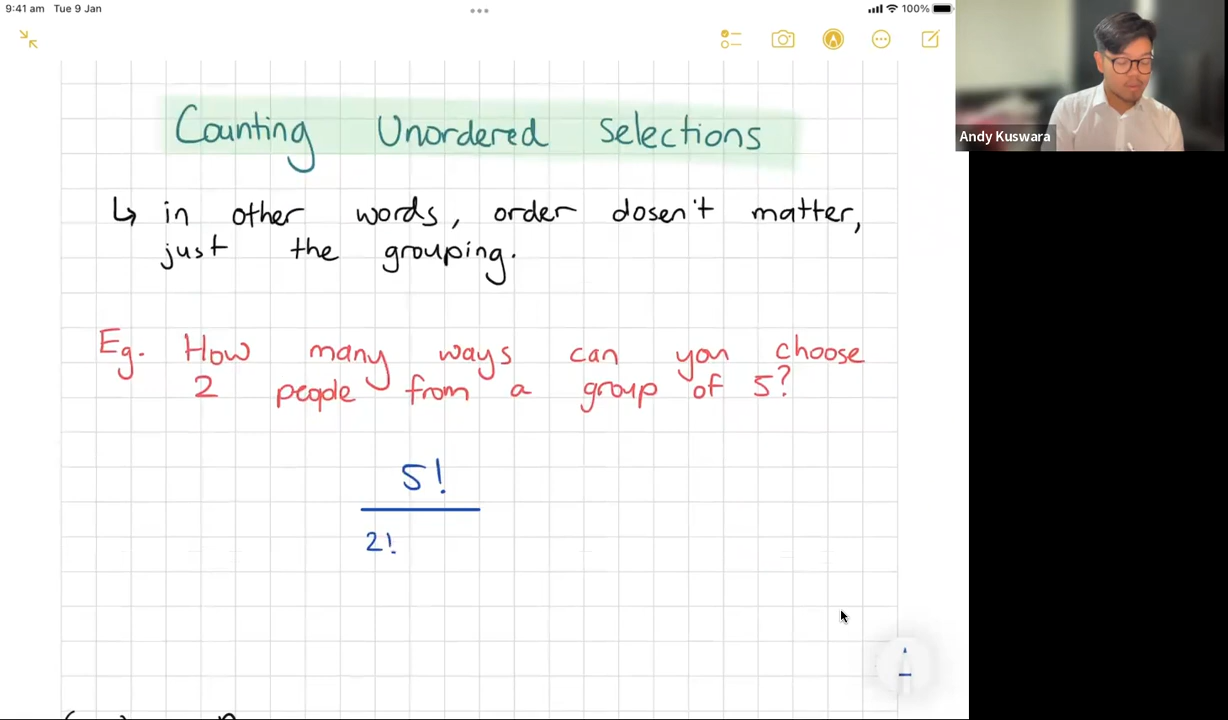 9:41 am Tue 9 Jan
100%
Counting Unordered Selections
↳ in other words, order dosen't matter,
just the grouping.
Eg. How many ways can you choose
2 people from a group of 5?
5!
2!
Andy Kuswara